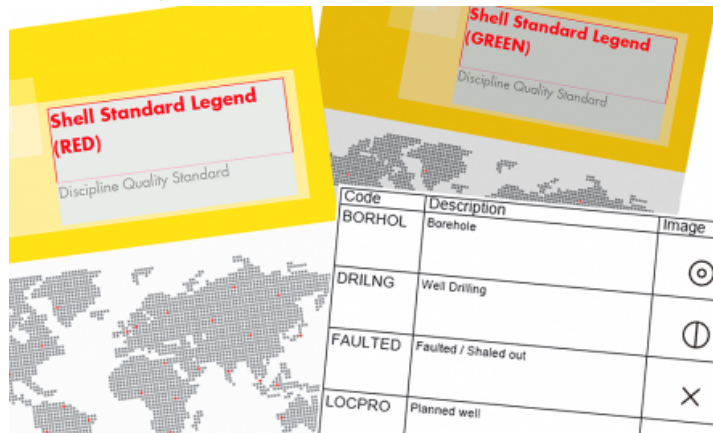 Shell Standard Legend
(RED)
Discipline Quality Standard
Shell Standard Legend
(GREEN)
Discipline Quality Standard
Code Description Image
BORHOL Borehole
DRILNG Well Drilling
FAULTED Faulted / Shaled out
LOCPRO Planned well